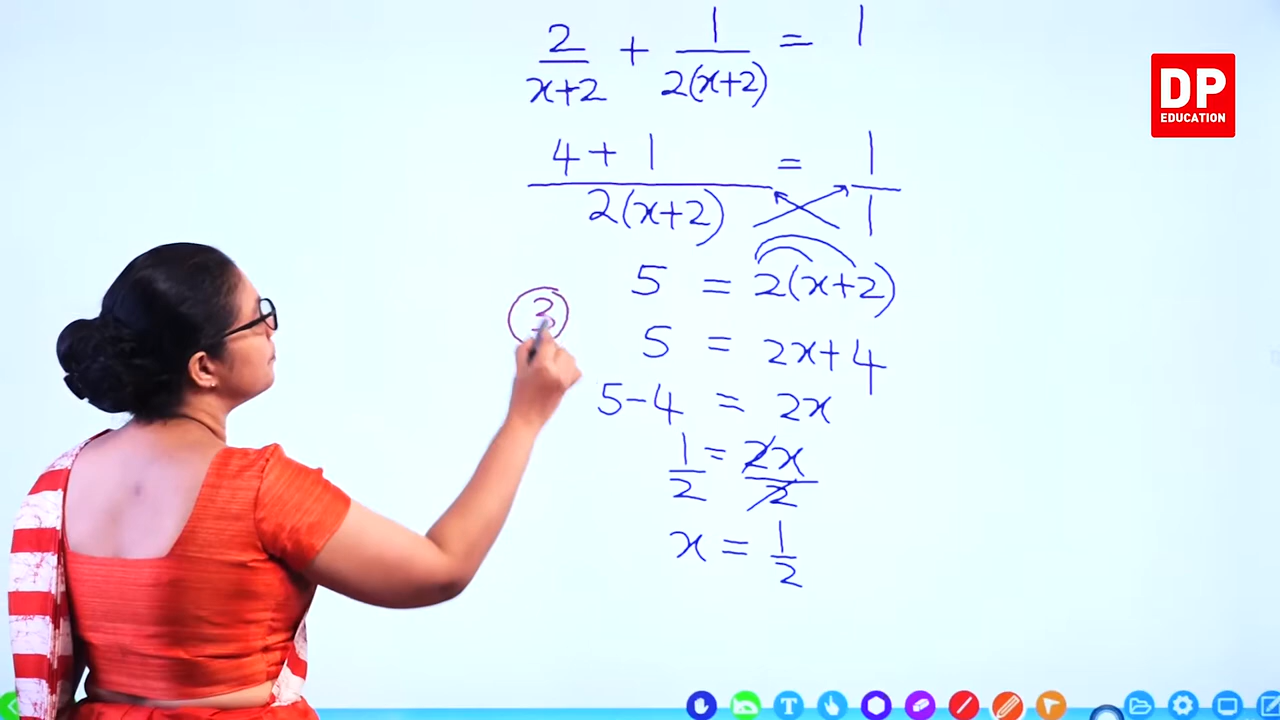 2/(x+2) + 1/(2(x+2)) = 1
DP
EDUCATION
(4 + 1)/(2(x+2)) = 1/1
5 = 2(x+2)
3
5 = 2x+4
5-4 = 2x
1/2 = 2x/2
x = 1/2
T